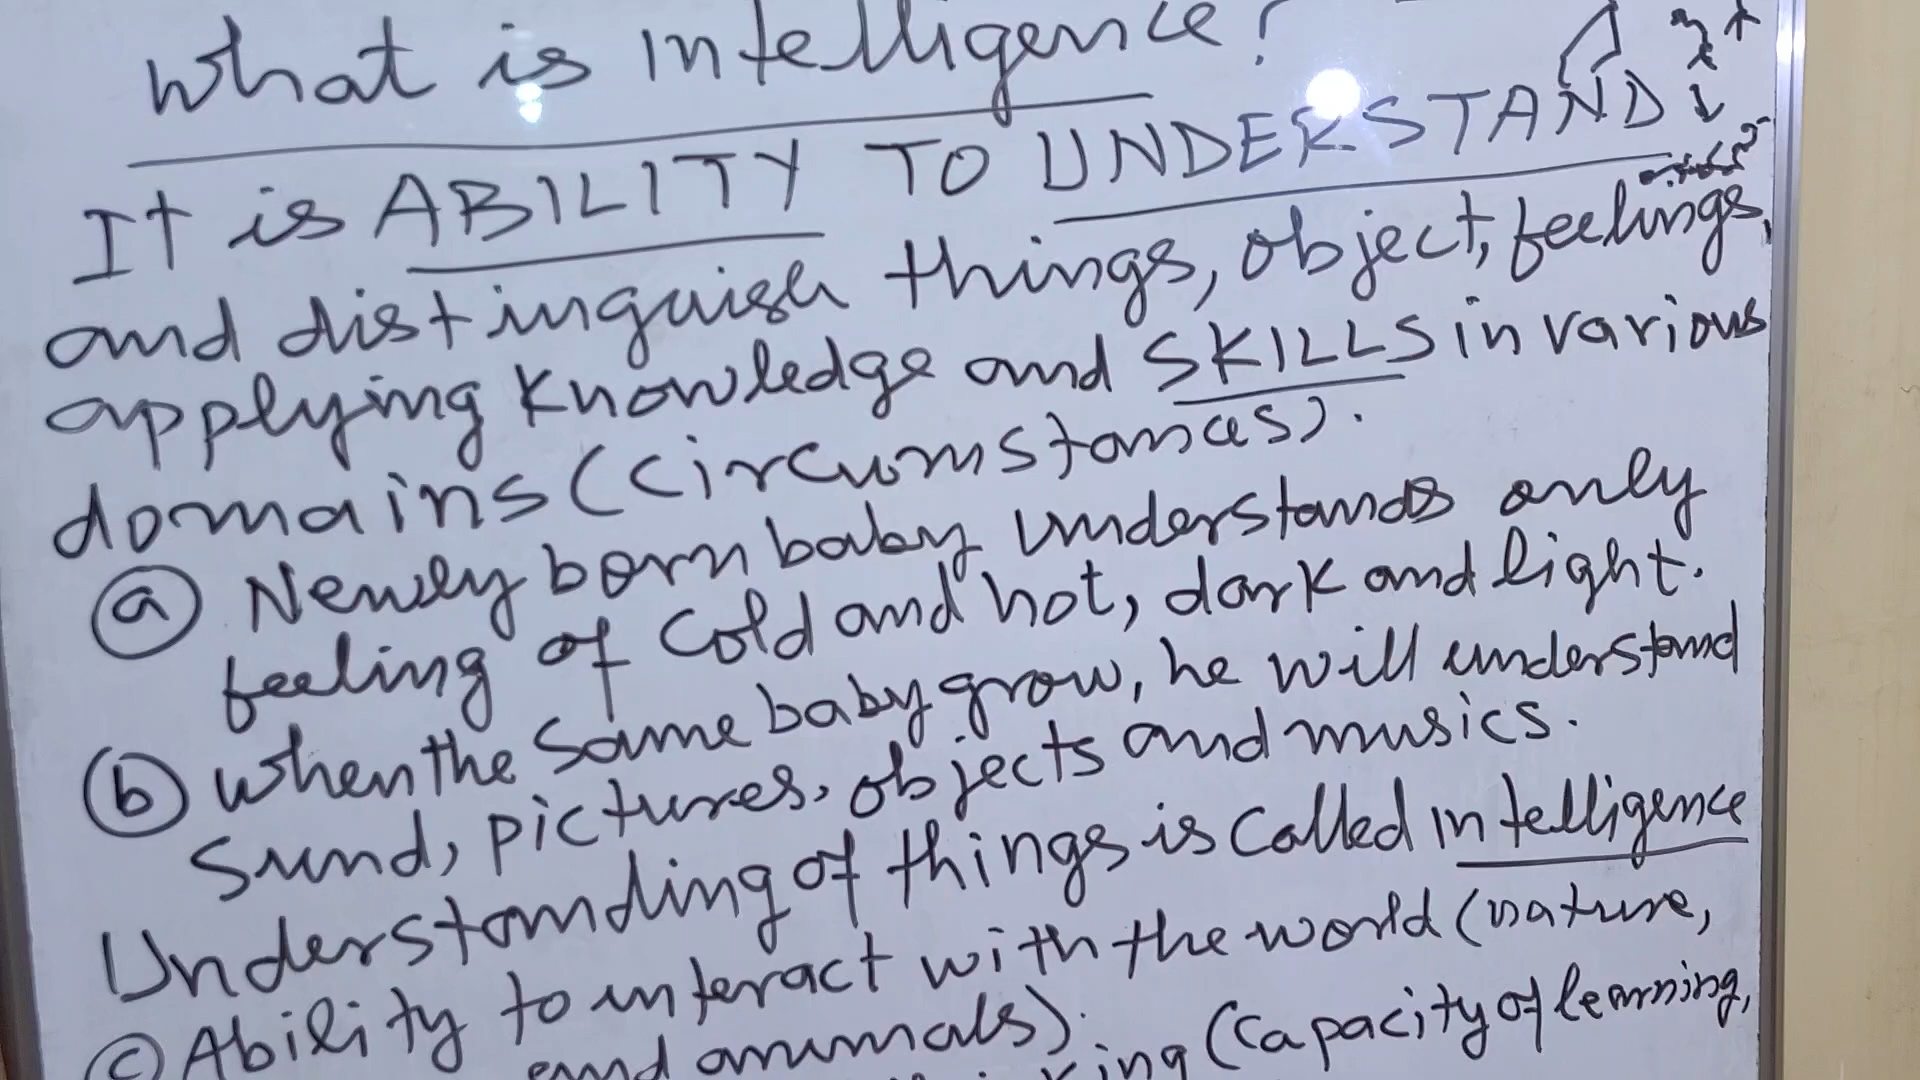 What is intelligence?
It is ABILITY TO UNDERSTAND
and distinguish things, object, feelings,
applying knowledge and SKILLS in various
domains (circumstances).
(a) Newly born baby understands only
feeling of cold and hot, dark and light.
(b) when the same baby grow, he will understand
Sund, pictures, objects and musics.
Understanding of things is called intelligence
(c) Ability to interact with the world (nature,
and animals).
(Capacity of learning,